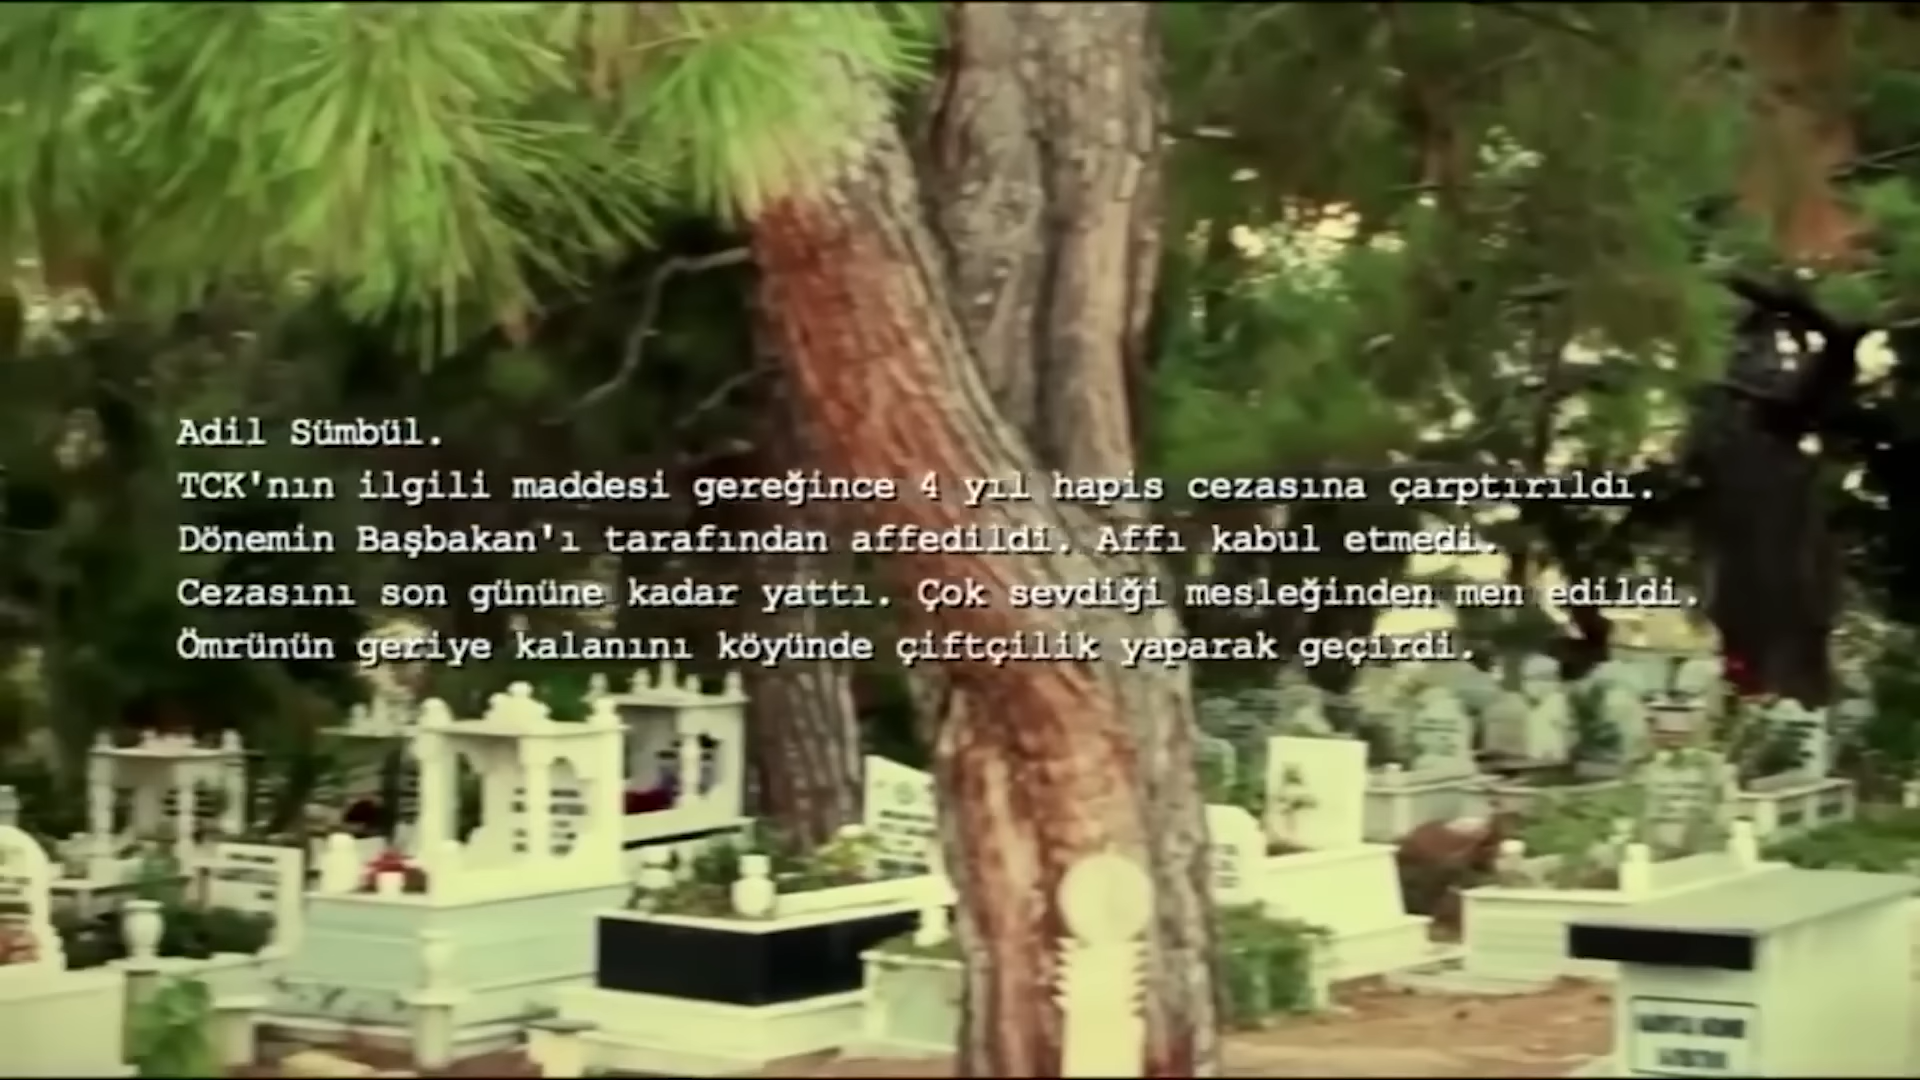 Adil Sümbül.
TCK'nın ilgili maddesi gereğince 4 yıl hapis cezasına çarptırıldı.
Dönemin Başbakan'ı tarafından affedildi. Affı kabul etmedi.
Cezasını son gününe kadar yattı. Çok sevdiği mesleğinden men edildi.
Ömrünün geriye kalanını köyünde çiftçilik yaparak geçirdi.